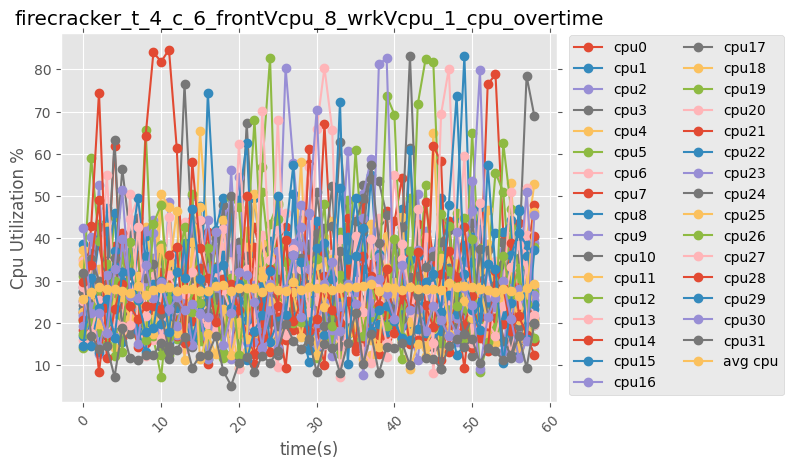 firecracker_t_4_c_6_frontVcpu_8_wrkVcpu_1_cpu_overtime
Cpu Utilization %
80
70
60
50
40
30
20
10
0
10
20
30
40
50
60
time(s)
cpu0
cpu1
cpu2
cpu3
cpu4
cpu5
cpu6
cpu7
cpu8
cpu9
cpu10
cpu11
cpu12
cpu13
cpu14
cpu15
cpu16
cpu17
cpu18
cpu19
cpu20
cpu21
cpu22
cpu23
cpu24
cpu25
cpu26
cpu27
cpu28
cpu29
cpu30
cpu31
avg cpu